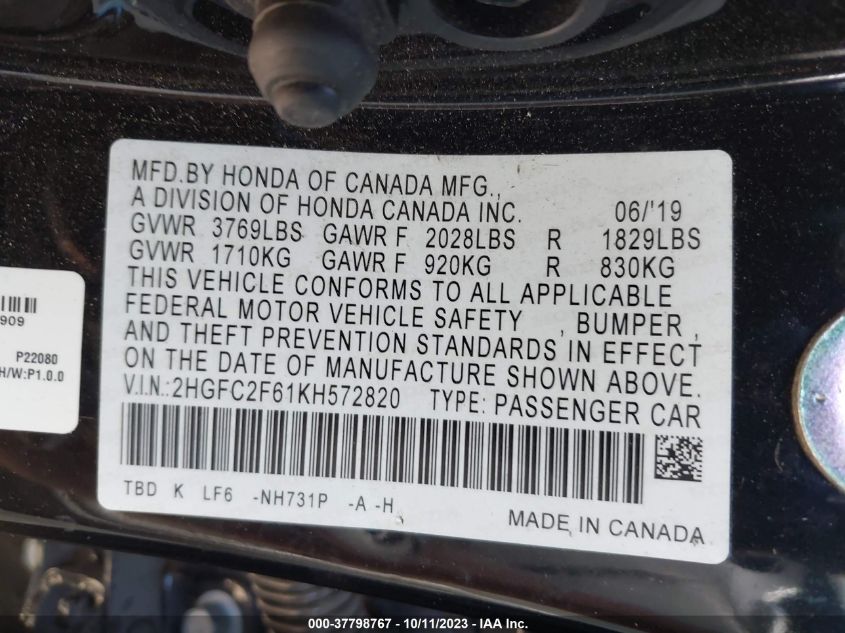 MFD.BY HONDA OF CANADA MFG.,
A DIVISION OF HONDA CANADA INC. 06/'19
GVWR 3769LBS GAWR F 2028LBS R 1829LBS
GVWR 1710KG GAWR F 920KG R 830KG
THIS VEHICLE CONFORMS TO ALL APPLICABLE
FEDERAL MOTOR VEHICLE SAFETY , BUMPER ,
AND THEFT PREVENTION STANDARDS IN EFFECT
ON THE DATE OF MANUFACTURE SHOWN ABOVE.
V.I.N.:2HGFC2F61KH572820 TYPE: PASSENGER CAR
TBD K LF6 -NH731P -A -H
MADE IN CANADA
909
P22080
H/W:P1.0.0
000-37798767 - 10/11/2023 - IAA Inc.